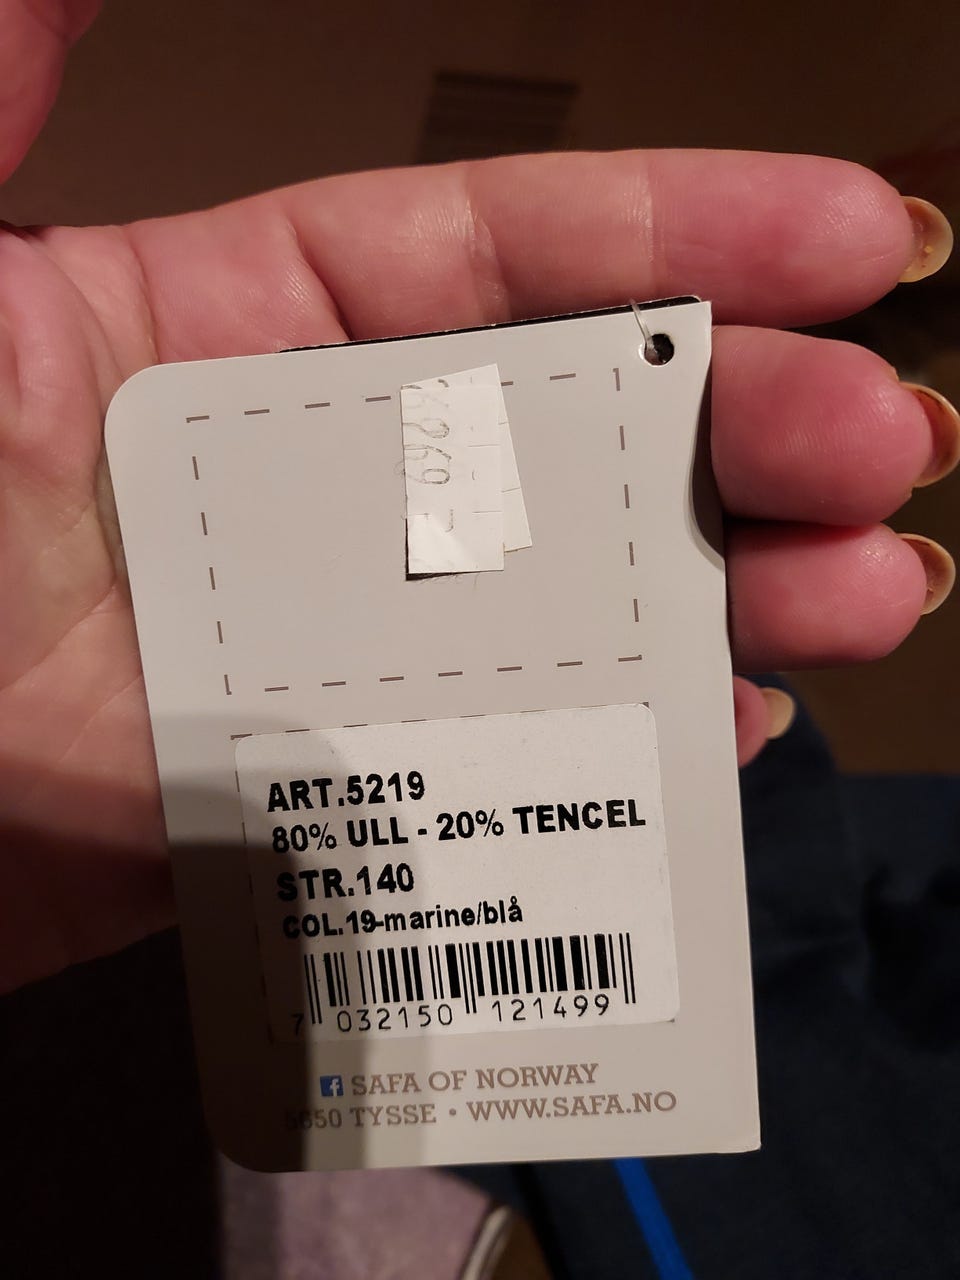 ART.5219
80% ULL - 20% TENCEL
STR.140
COL.19-marine/blå
7 032150 121499
SAFA OF NORWAY
5650 TYSSE • WWW.SAFA.NO